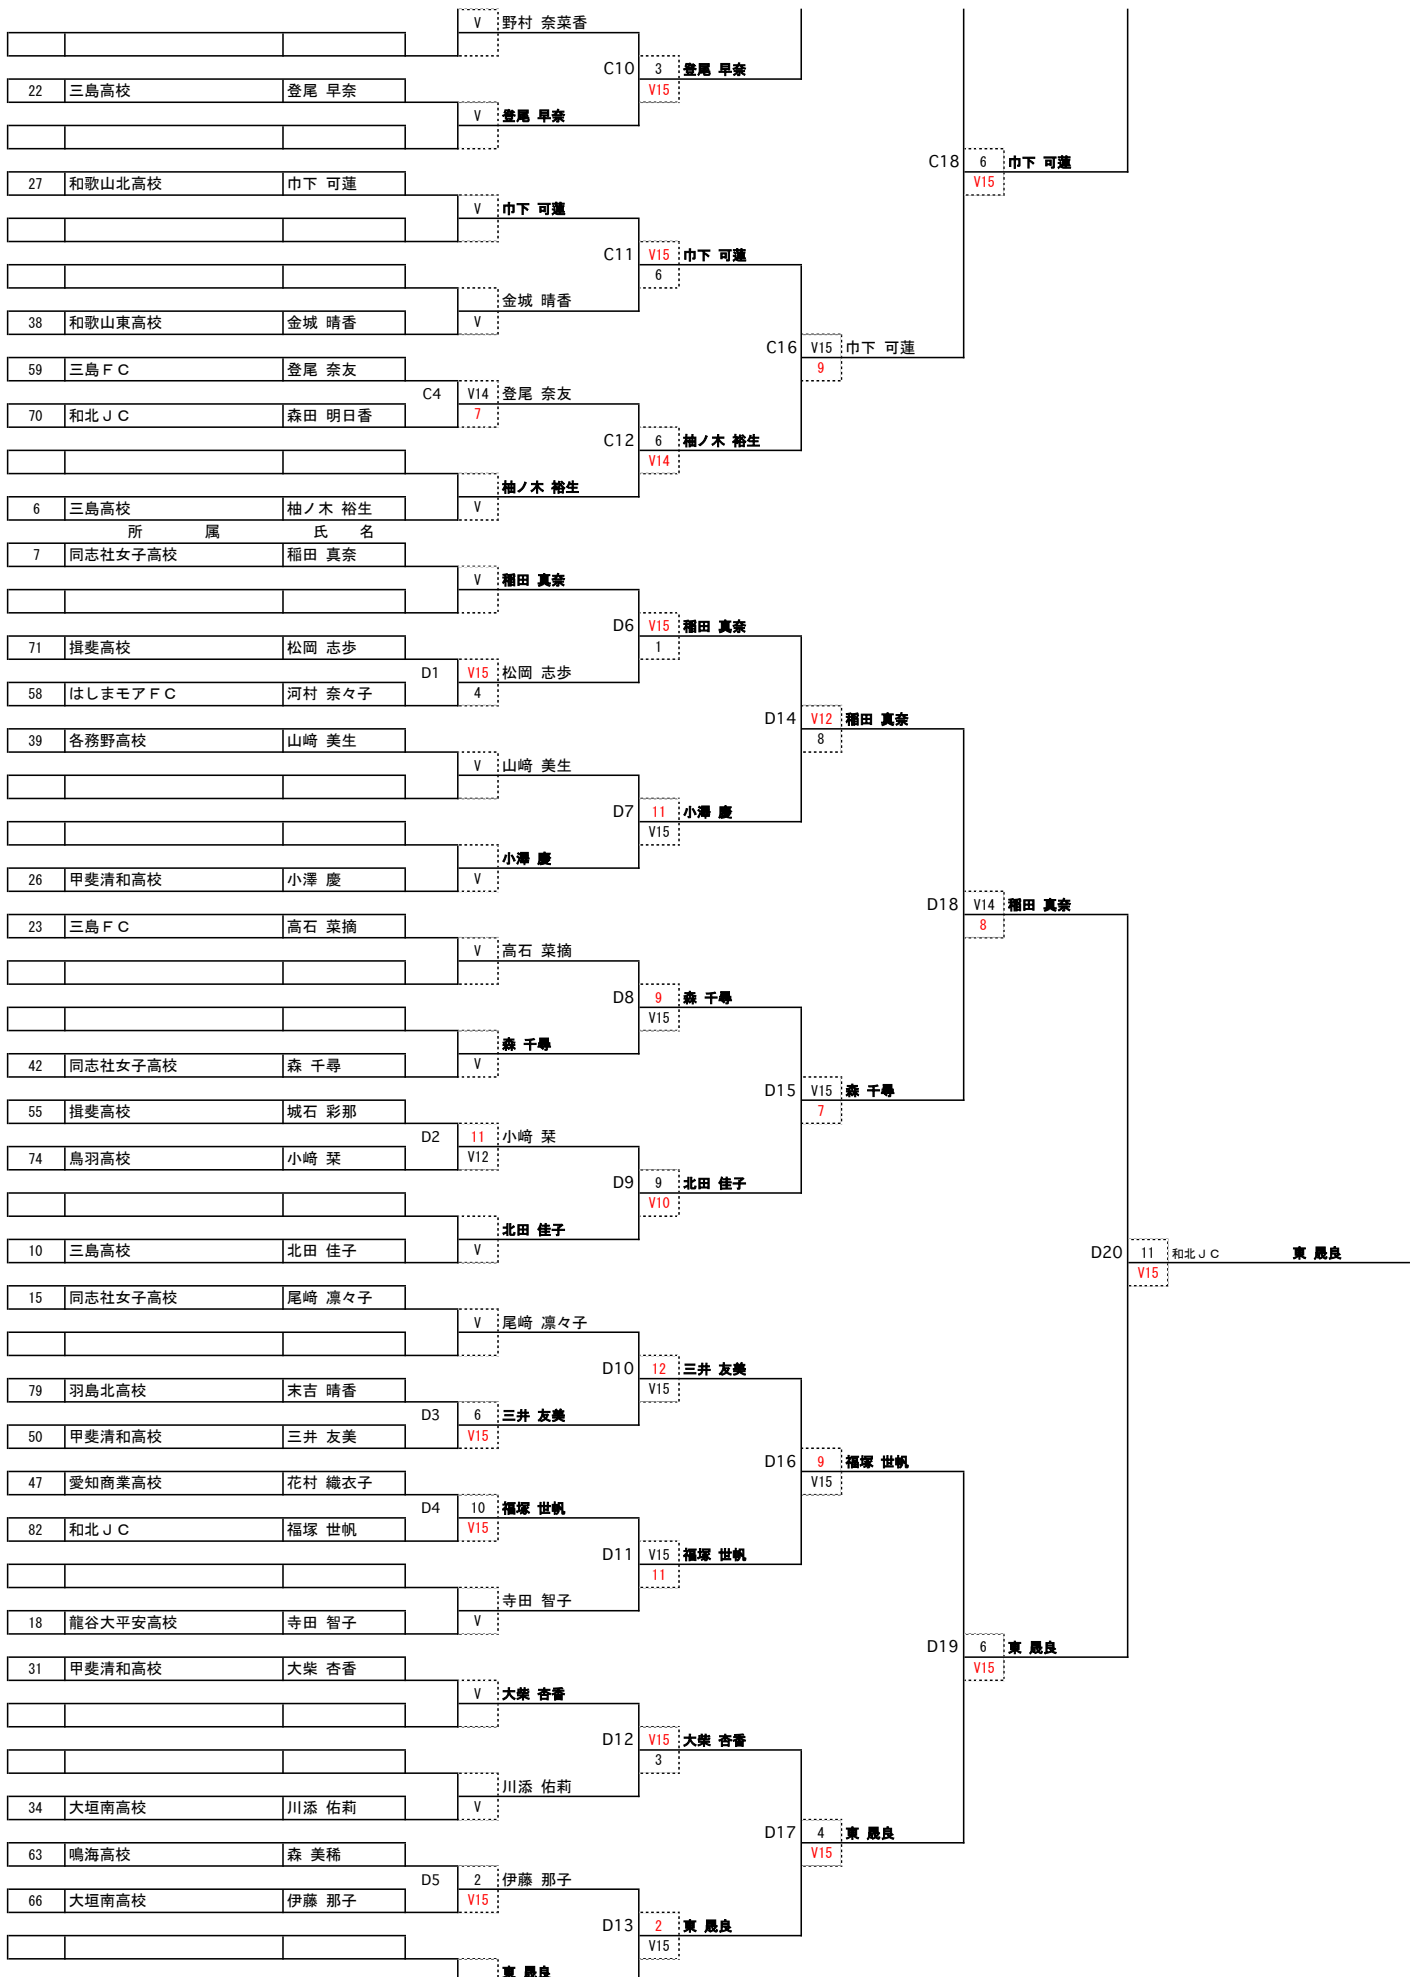 V 野村 奈菜香
C10 3 登尾 早奈
22 三島高校 登尾 早奈 V15
V 登尾 早奈
C18 6 巾下 可蓮
27 和歌山北高校 巾下 可蓮 V15
V 巾下 可蓮
C11 V15 巾下 可蓮
6
金城 晴香
38 和歌山東高校 金城 晴香 V
C16 V15 巾下 可蓮
59 三島ＦＣ 登尾 奈友 9
C4 V14 登尾 奈友
70 和北ＪＣ 森田 明日香 7
C12 6 柚ノ木 裕生
V14
柚ノ木 裕生
6 三島高校 柚ノ木 裕生 V
所 属 氏 名
7 同志社女子高校 稲田 真奈
V 稲田 真奈
D6 V15 稲田 真奈
71 揖斐高校 松岡 志歩 1
D1 V15 松岡 志歩
58 はしまモアＦＣ 河村 奈々子 4
D14 V12 稲田 真奈
39 各務野高校 山﨑 美生 8
V 山﨑 美生
D7 11 小澤 慶
V15
小澤 慶
26 甲斐清和高校 小澤 慶 V
D18 V14 稲田 真奈
23 三島ＦＣ 高石 菜摘 8
V 高石 菜摘
D8 9 森 千尋
V15
森 千尋
42 同志社女子高校 森 千尋 V
D15 V15 森 千尋
55 揖斐高校 城石 彩那 7
D2 11 小﨑 栞
74 鳥羽高校 小﨑 栞 V12
D9 9 北田 佳子
V10
北田 佳子
10 三島高校 北田 佳子 V
D20 11 和北ＪＣ 東 晟良
V15
15 同志社女子高校 尾﨑 凛々子
V 尾﨑 凛々子
D10 12 三井 友美
79 羽島北高校 末吉 晴香 V15
D3 6 三井 友美
50 甲斐清和高校 三井 友美 V15
D16 9 福塚 世帆
47 愛知商業高校 花村 織衣子 V15
D4 10 福塚 世帆
82 和北ＪＣ 福塚 世帆 V15
D11 V15 福塚 世帆
11
寺田 智子
18 龍谷大平安高校 寺田 智子 V
D19 6 東 晟良
31 甲斐清和高校 大柴 杏香 V15
V 大柴 杏香
D12 V15 大柴 杏香
3
川添 佑莉
34 大垣南高校 川添 佑莉 V
D17 4 東 晟良
63 鳴海高校 森 美稀 V15
D5 2 伊藤 那子
66 大垣南高校 伊藤 那子 V15
D13 2 東 晟良
V15
東 晟良